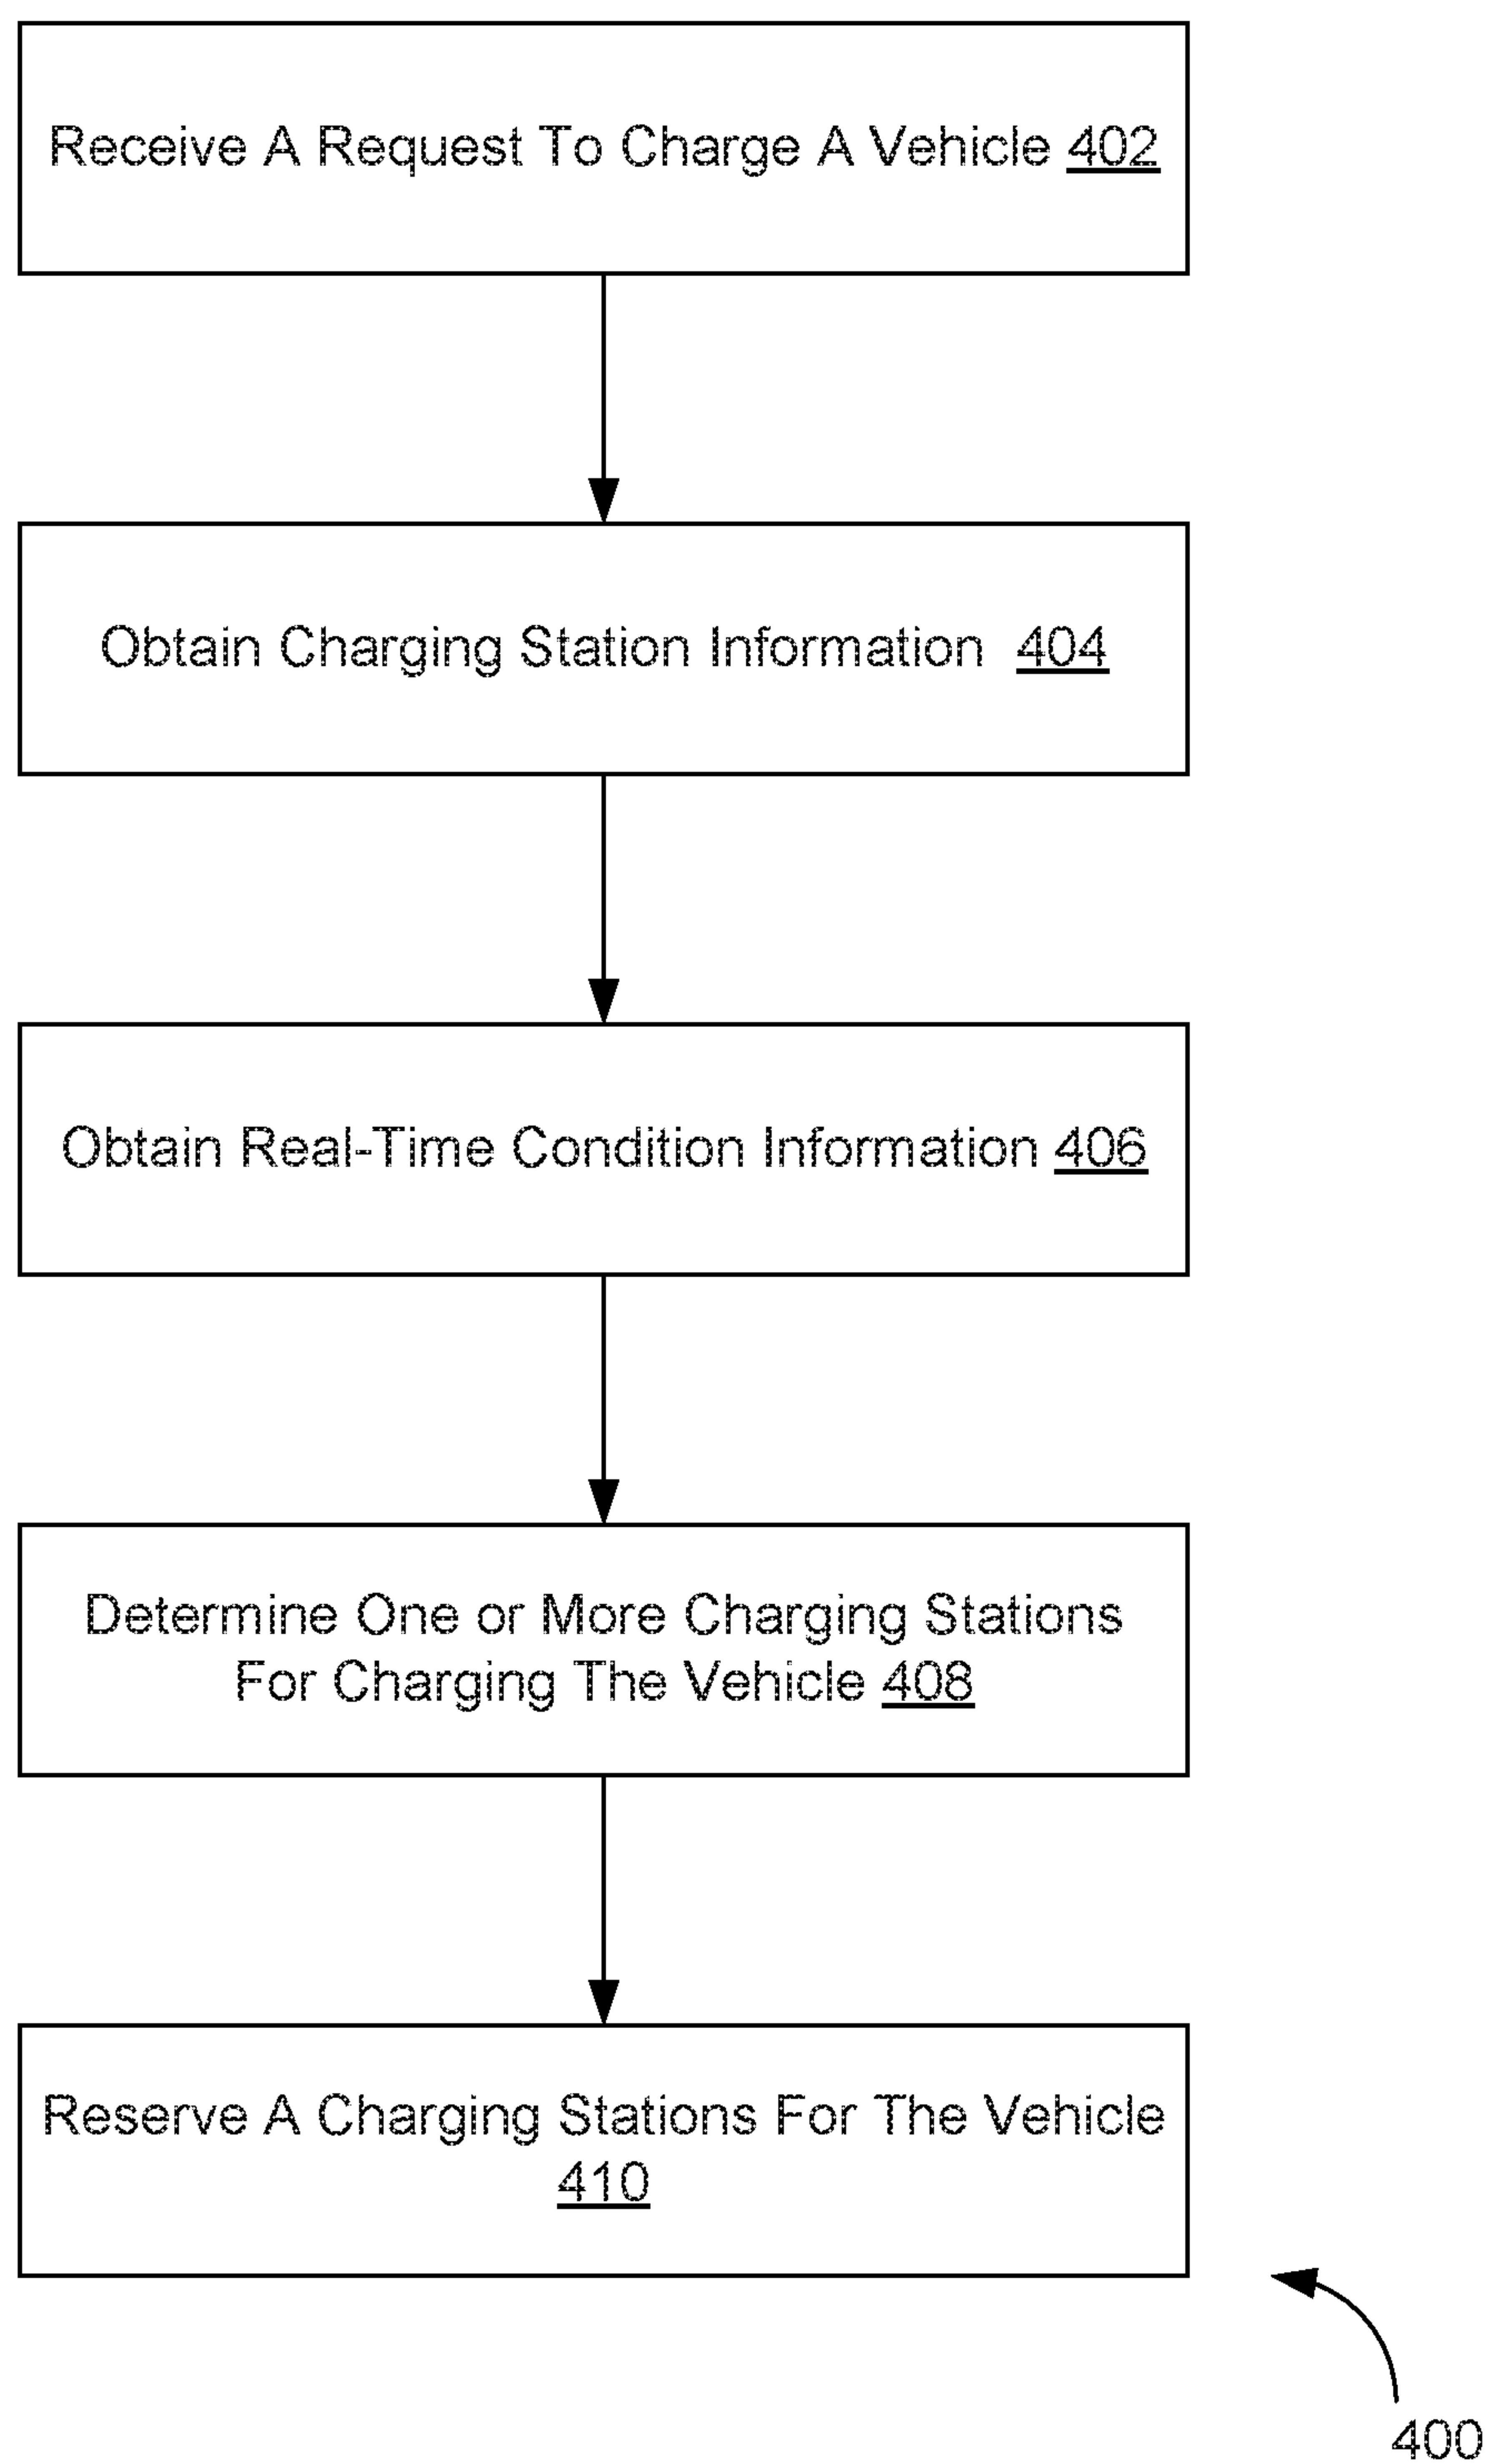 Receive A Request To Charge A Vehicle 402
Obtain Charging Station Information 404
Obtain Real-Time Condition Information 406
Determine One or More Charging Stations
For Charging The Vehicle 408
Reserve A Charging Stations For The Vehicle
410
400